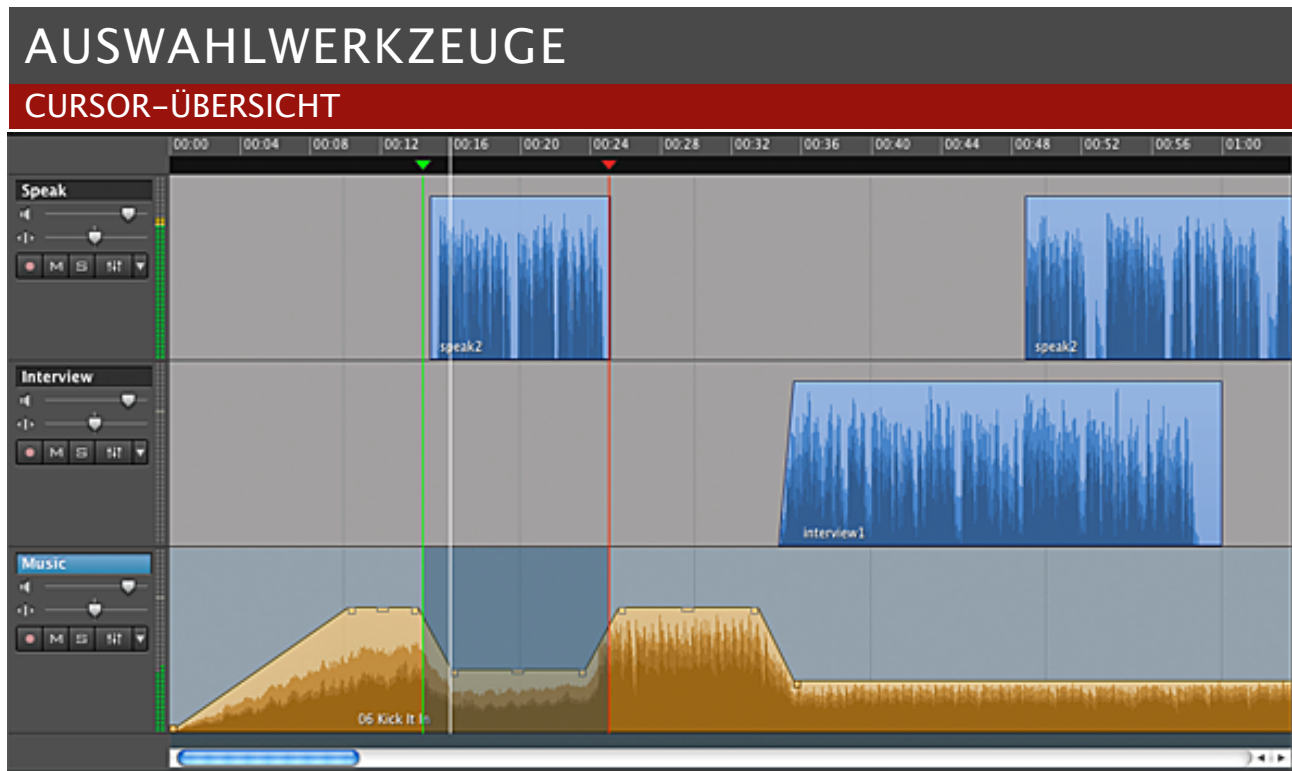 AUSWAHLWERKZEUGE
CURSOR-ÜBERSICHT
00:00 00:04 00:08 00:12 00:16 00:20 00:24 00:28 00:32 00:36 00:40 00:44 00:48 00:52 00:56 01:00
Speak
M S
speak2 speak2
Interview
M S
interview1
Music
M S
06 Kick It In